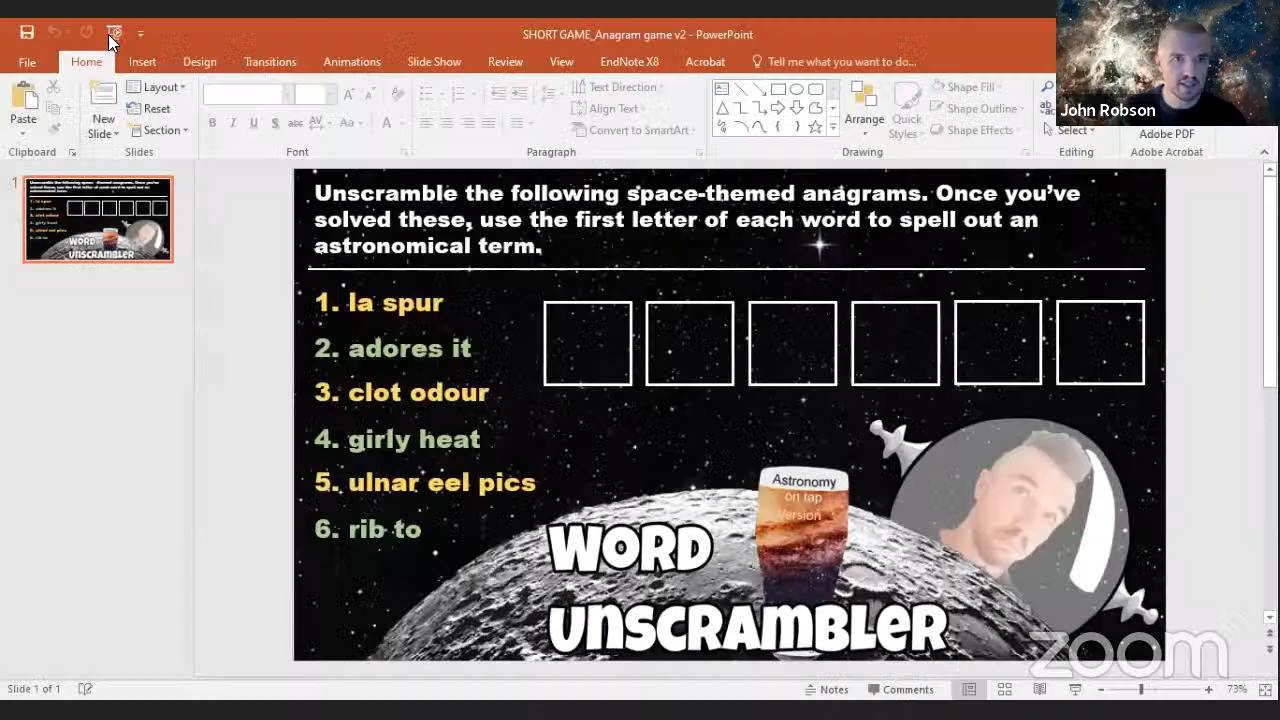 SHORT GAME_Anagram game v2 - PowerPoint
File Home Insert Design Transitions Animations Slide Show Review View EndNote X8 Acrobat Tell me what you want to do...
John Robson
Paste
New
Slide
Layout
Reset
Section
B I U S abc AV Aa A
Text Direction
Align Text
Convert to SmartArt
Arrange
Quick
Styles
Shape Fill
Shape Outline
Shape Effects
Select
Adobe PDF
Clipboard Slides Font Paragraph Drawing Editing Adobe Acrobat
1
Unscramble the following space-themed anagrams. Once you've
solved these, use the first letter of each word to spell out an
astronomical term.
1. la spur
2. adores it
3. clot odour
4. girly heat
5. ulnar eel pics
6. rib to
Astronomy
on tap
Version
WORD
UNSCRAMBLER
zoom
Slide 1 of 1
Notes Comments 73%